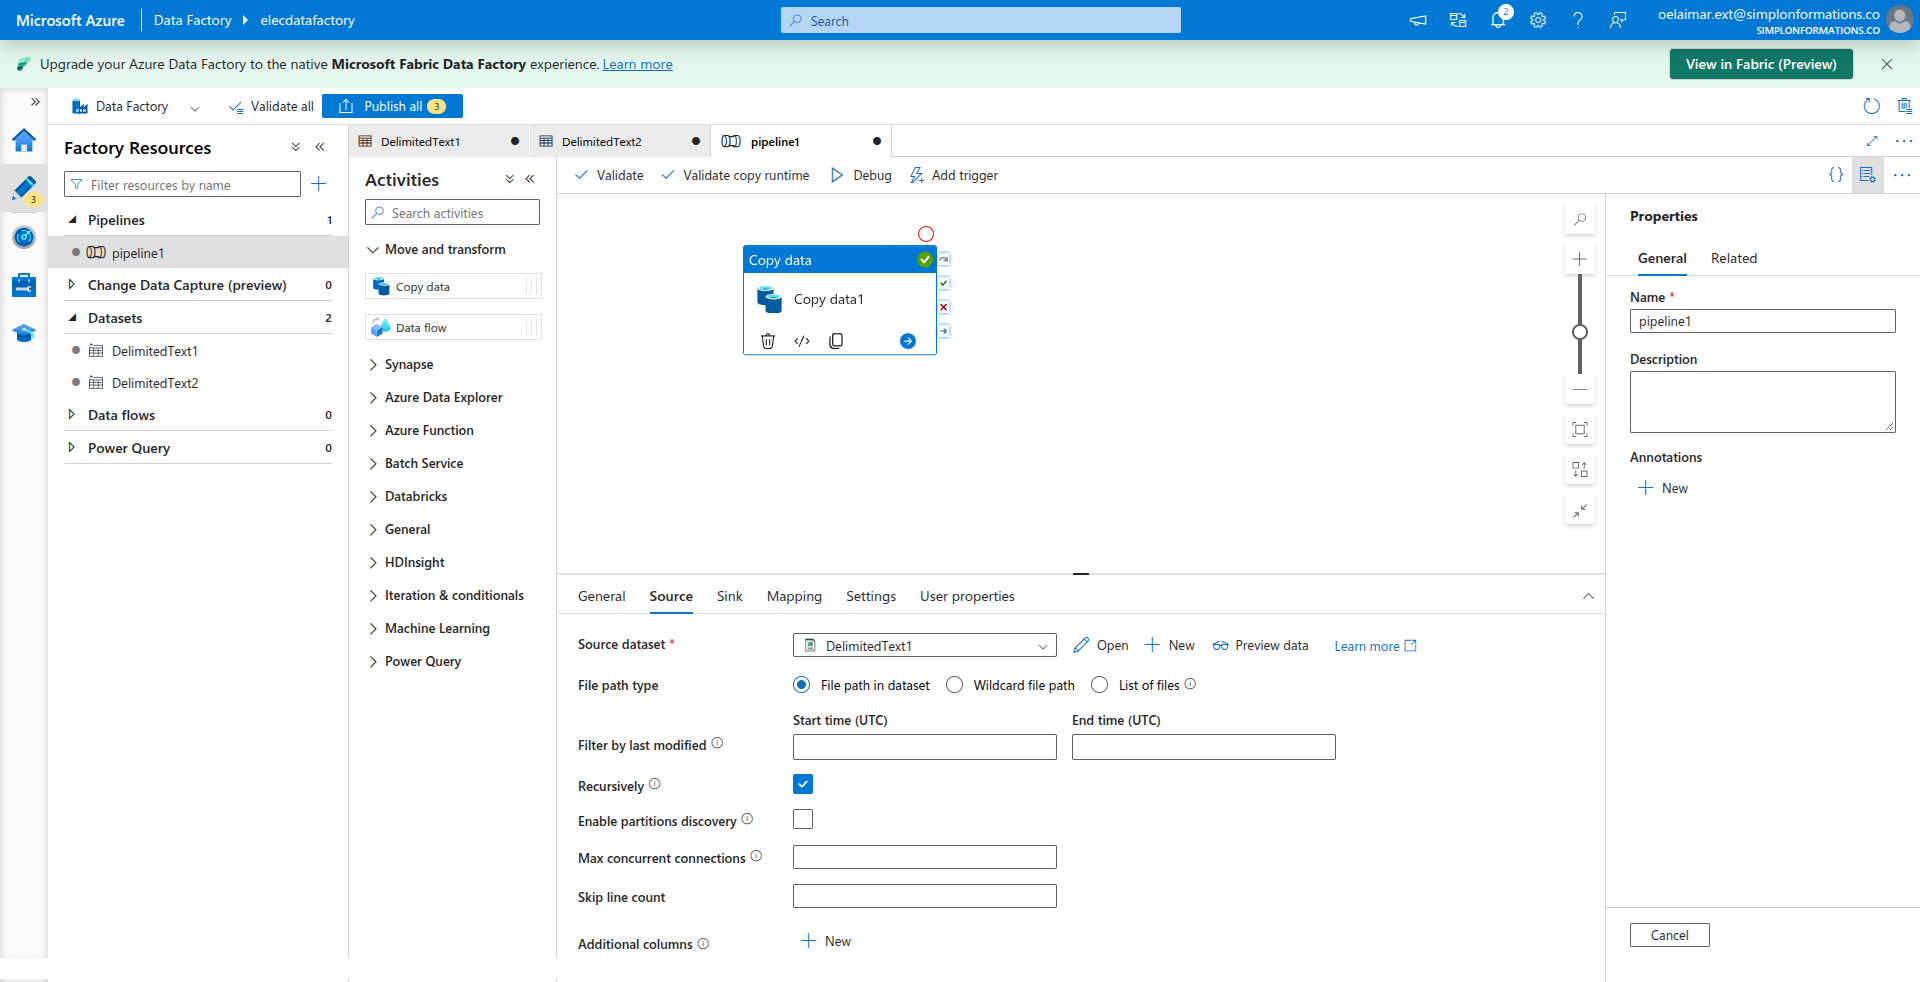 Microsoft Azure Data Factory elecdatafactory Search 2 oelaimar.ext@simplonformations.co
SIMPLONFORMATIONS.CO
Upgrade your Azure Data Factory to the native Microsoft Fabric Data Factory experience. Learn more View in Fabric (Preview)
Data Factory Validate all Publish all 3
3
Factory Resources
Filter resources by name
Pipelines 1
pipeline1
Change Data Capture (preview) 0
Datasets 2
DelimitedText1
DelimitedText2
Data flows 0
Power Query 0
DelimitedText1 DelimitedText2 pipeline1
Activities
Search activities
Move and transform
Copy data
Data flow
Synapse
Azure Data Explorer
Azure Function
Batch Service
Databricks
General
HDInsight
Iteration & conditionals
Machine Learning
Power Query
Validate Validate copy runtime Debug Add trigger
Copy data
Copy data1
General Source Sink Mapping Settings User properties
Source dataset * DelimitedText1 Open New Preview data Learn more
File path type File path in dataset Wildcard file path List of files
Start time (UTC) End time (UTC)
Filter by last modified
Recursively
Enable partitions discovery
Max concurrent connections
Skip line count
Additional columns New
Properties
General Related
Name *
pipeline1
Description
Annotations
New
Cancel